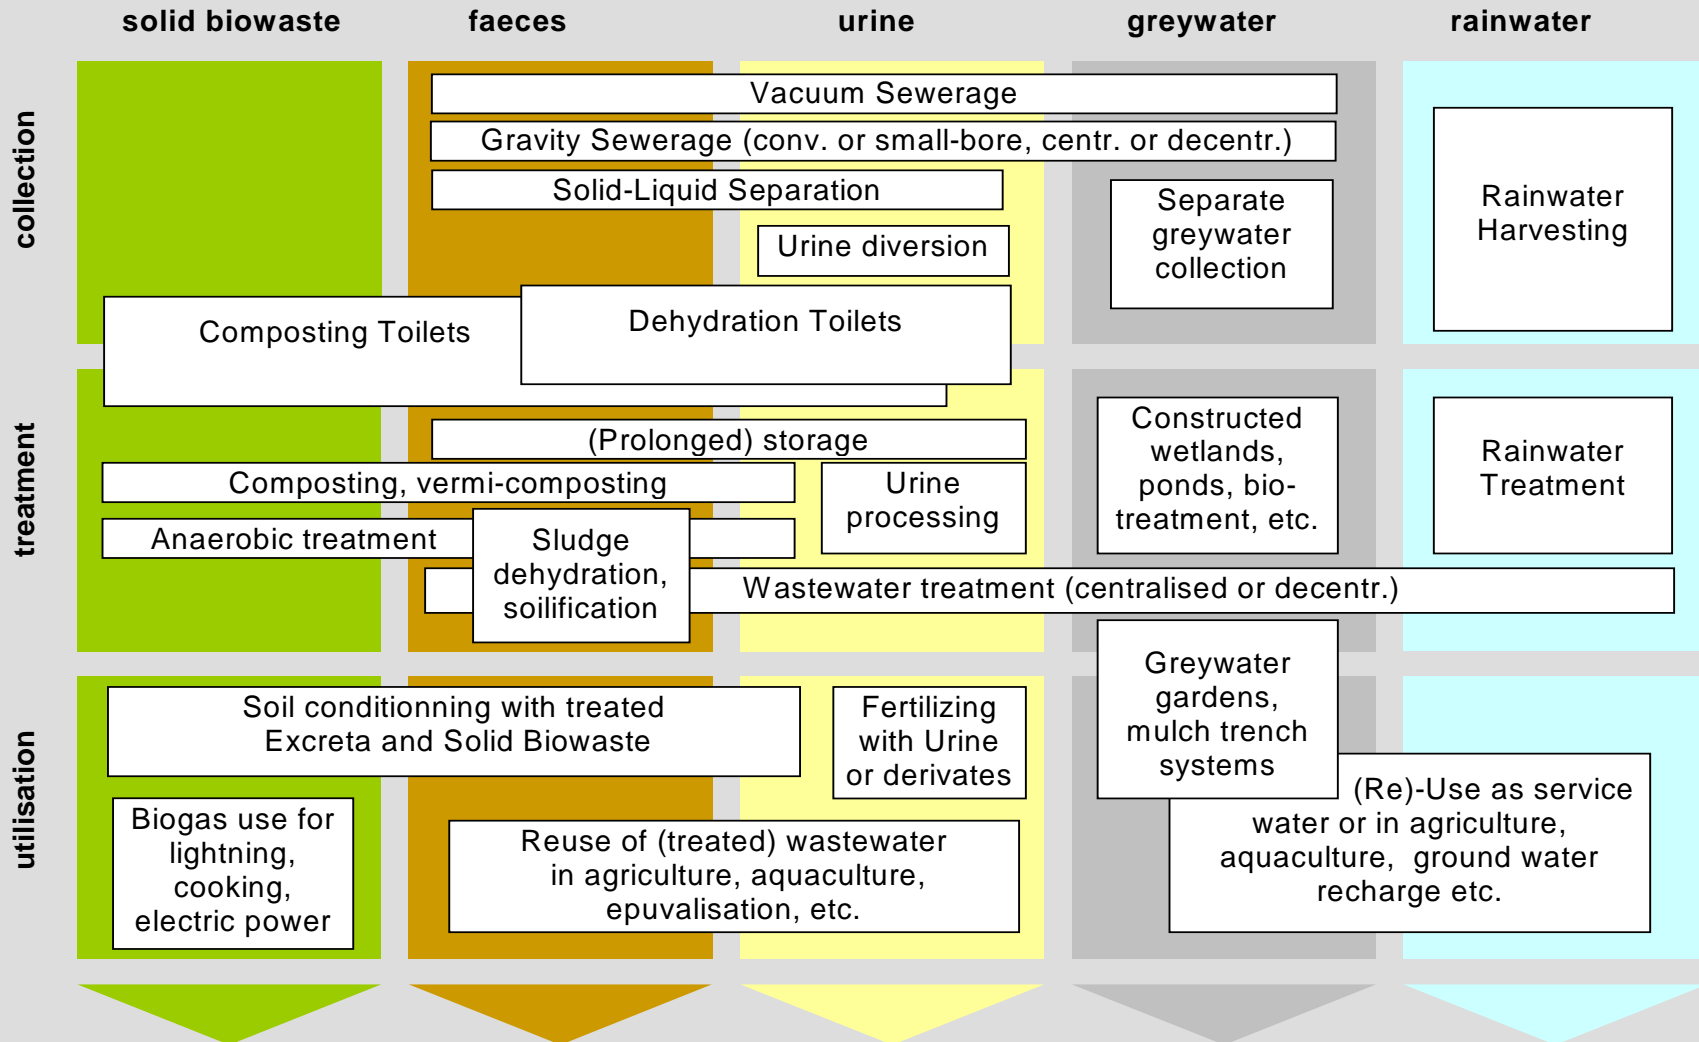 solid biowaste
faeces
urine
greywater
rainwater
collection
Vacuum Sewerage
Gravity Sewerage (conv. or small-bore, centr. or decentr.)
Solid-Liquid Separation
Urine diversion
Separate
greywater
collection
Rainwater
Harvesting
Composting Toilets
Dehydration Toilets
treatment
(Prolonged) storage
Composting, vermi-composting
Urine
processing
Constructed
wetlands,
ponds, bio-
treatment, etc.
Rainwater
Treatment
Anaerobic treatment
Sludge
dehydration,
soilification
Wastewater treatment (centralised or decentr.)
utilisation
Soil conditionning with treated
Excreta and Solid Biowaste
Fertilizing
with Urine
or derivates
Greywater
gardens,
mulch trench
systems
Biogas use for
lightning,
cooking,
electric power
Reuse of (treated) wastewater
in agriculture, aquaculture,
epuvalisation, etc.
(Re)-Use as service
water or in agriculture,
aquaculture, ground water
recharge etc.